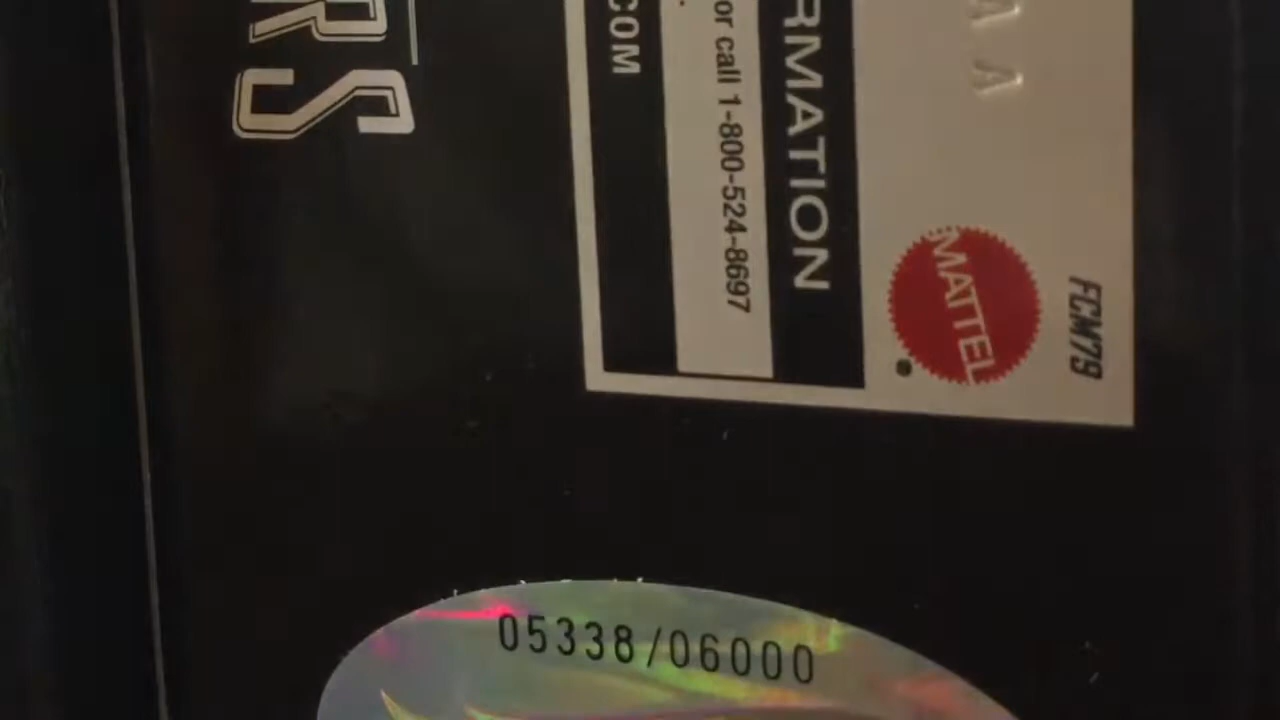 RS
A A
FCM79
MATTEL
RMATION
or call 1-800-524-8697
COM
05338/06000